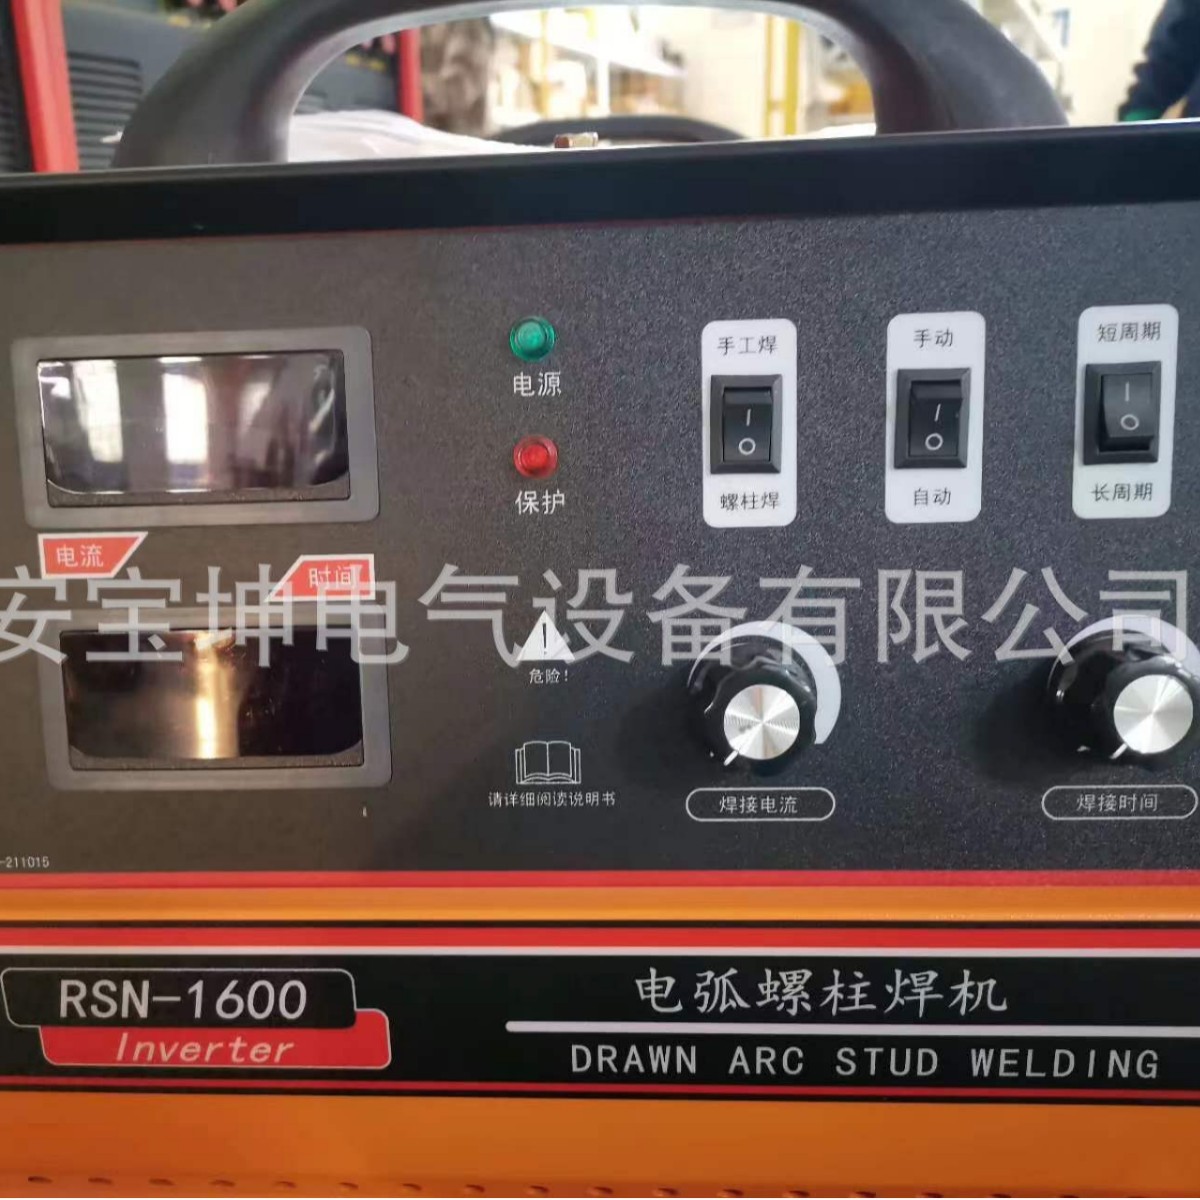 手工焊
手动
短周期
电源
螺柱焊
自动
长周期
保护
电流
时间
安宝坤电气设备有限公司
危险!
请详细阅读说明书
焊接电流
焊接时间
-211015
RSN-1600
Inverter
电弧螺柱焊机
DRAWN ARC STUD WELDING